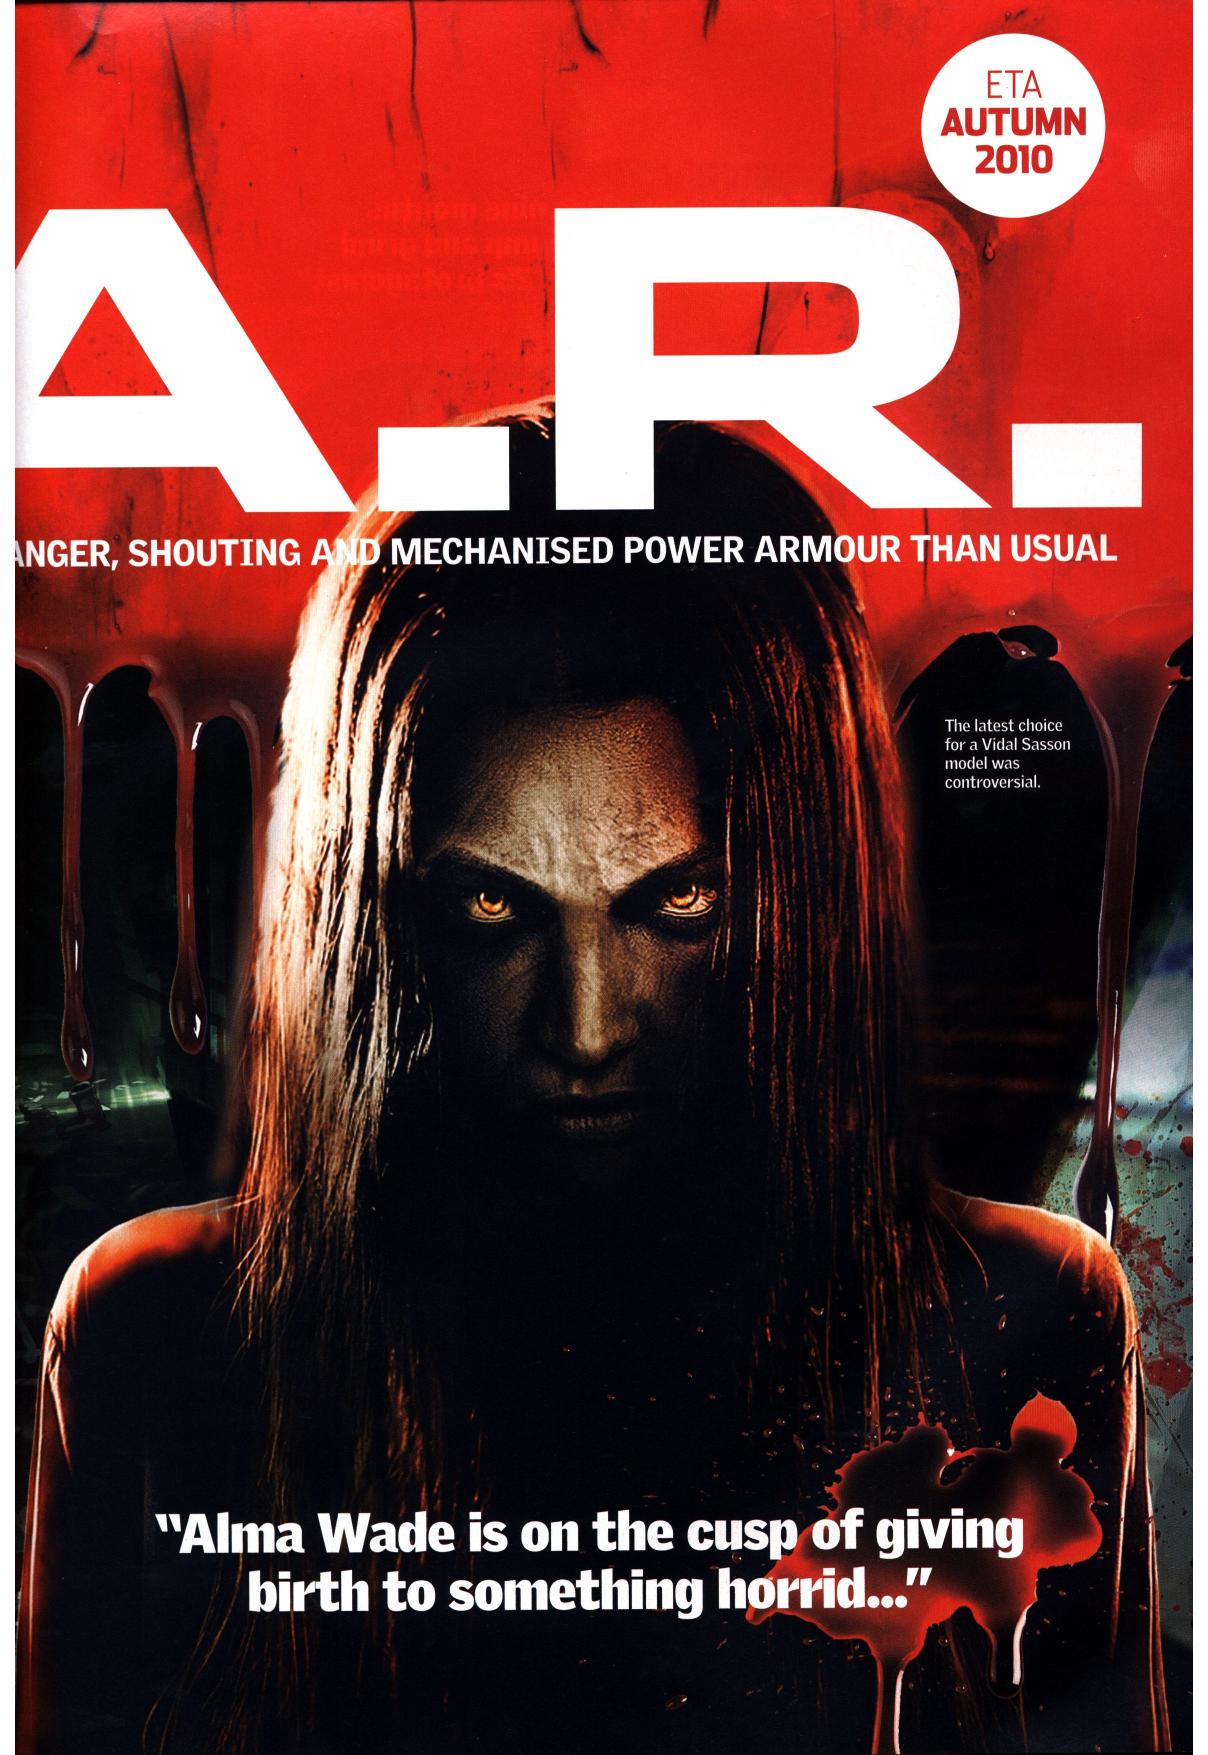 ETA
AUTUMN
2010
A.R.
ANGER, SHOUTING AND MECHANISED POWER ARMOUR THAN USUAL
The latest choice
for a Vidal Sasson
model was
controversial.
“Alma Wade is on the cusp of giving
birth to something horrid...”